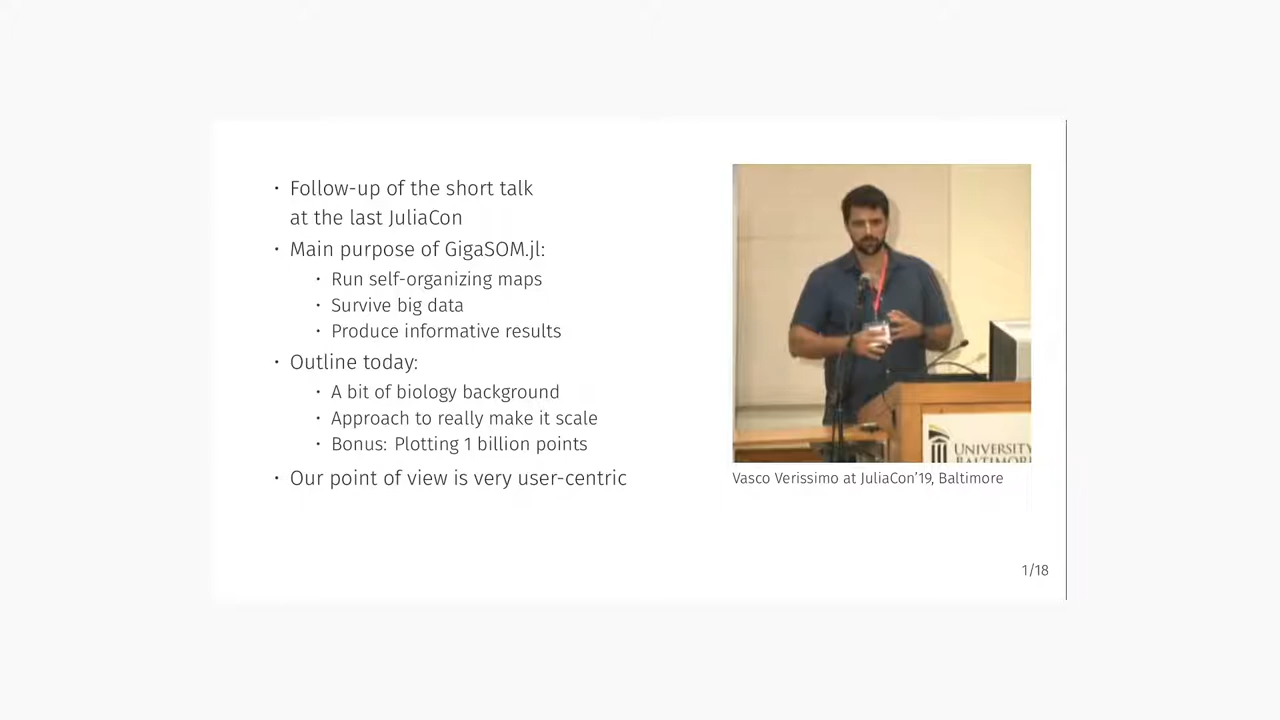 · Follow-up of the short talk
at the last JuliaCon
· Main purpose of GigaSOM.jl:
· Run self-organizing maps
· Survive big data
· Produce informative results
· Outline today:
· A bit of biology background
· Approach to really make it scale
· Bonus: Plotting 1 billion points
· Our point of view is very user-centric
UNIVERSITY
BALTIMORE
Vasco Verissimo at JuliaCon’19, Baltimore
1/18